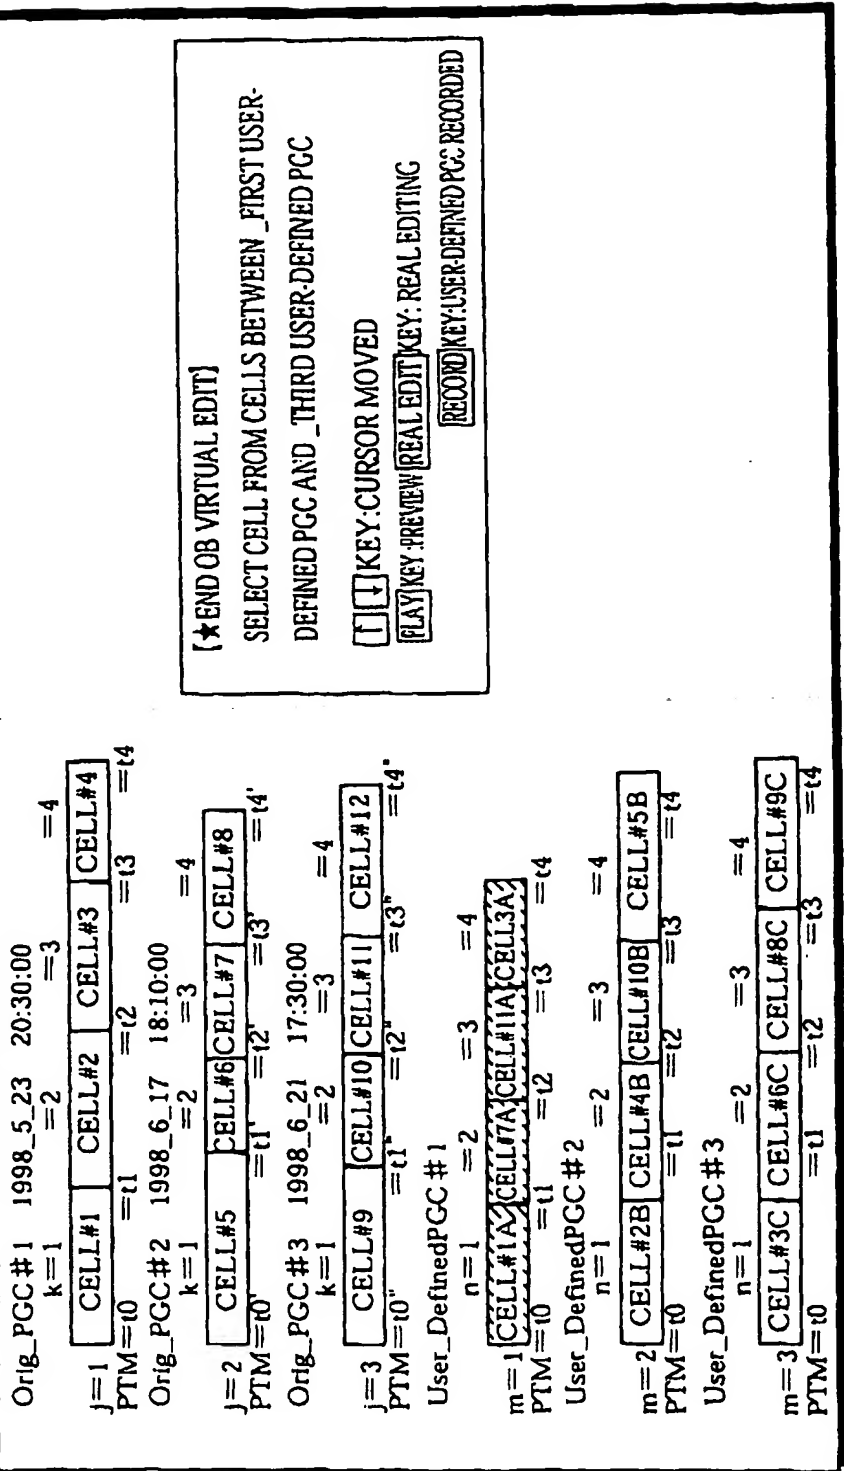 Orig_PGC#1 1998_5_23 20:30:00
k=1 =2 =3 =4
j=1 CELL#1 CELL#2 CELL#3 CELL#4
PTM=t0 =t1 =t2 =t3 =t4
Orig_PGC#2 1998_6_17 18:10:00
k=1 =2 =3 =4
j=2 CELL#5 CELL#6 CELL#7 CELL#8
PTM=t0' =t1' =t2' =t3' =t4'
Orig_PGC#3 1998_6_21 17:30:00
k=1 =2 =3 =4
j=3 CELL#9 CELL#10 CELL#11 CELL#12
PTM=t0" =t1" =t2" =t3" =t4"
User_DefinedPGC#1
n=1 =2 =3 =4
m=1 CELL#1A CELL#7A CELL#11A CELL3A
PTM=t0 =t1 =t2 =t3 =t4
User_DefinedPGC#2
n=1 =2 =3 =4
m=2 CELL#2B CELL#4B CELL#10B CELL#5B
PTM=t0 =t1 =t2 =t3 =t4
User_DefinedPGC#3
n=1 =2 =3 =4
m=3 CELL#3C CELL#6C CELL#8C CELL#9C
PTM=t0 =t1 =t2 =t3 =t4
[★END OB VIRTUAL EDIT]
SELECT CELL FROM CELLS BETWEEN _FIRST USER-
DEFINED PGC AND _THIRD USER-DEFINED PGC
↑ ↓ KEY:CURSOR MOVED
PLAY KEY:PREVIEW REAL EDIT KEY: REAL EDITING
RECORD KEY:USER-DEFINED PGC RECORDED